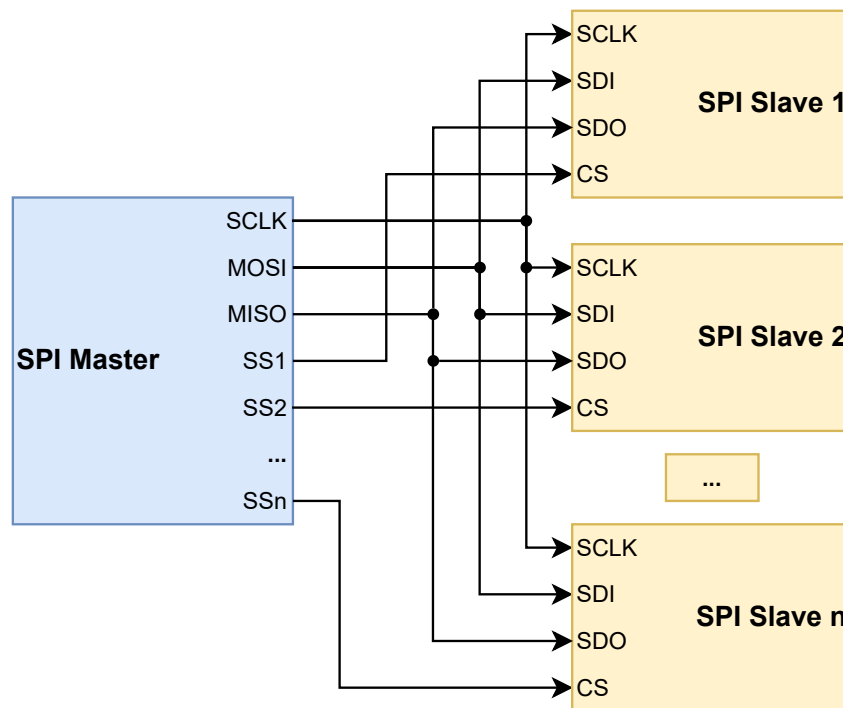 SCLK
SDI
SPI Slave 1
SDO
CS
SCLK
MOSI
MISO
SPI Master
SS1
SS2
...
SSn
SCLK
SDI
SPI Slave 2
SDO
CS
...
SCLK
SDI
SPI Slave n
SDO
CS